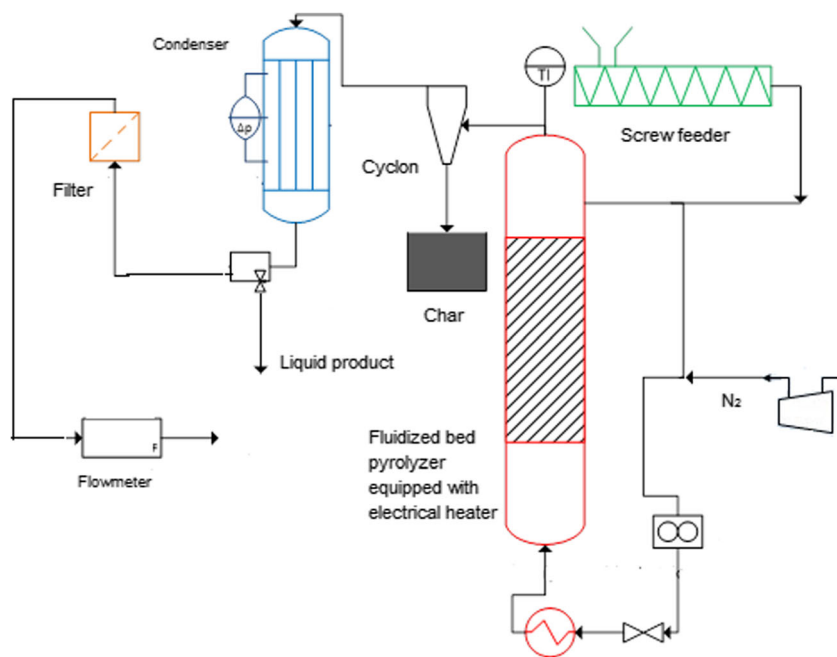 Condenser
TI
Δp
Screw feeder
Cyclon
Filter
Char
Liquid product
N₂
F
Flowmeter
Fluidized bed
pyrolyzer
equipped with
electrical heater